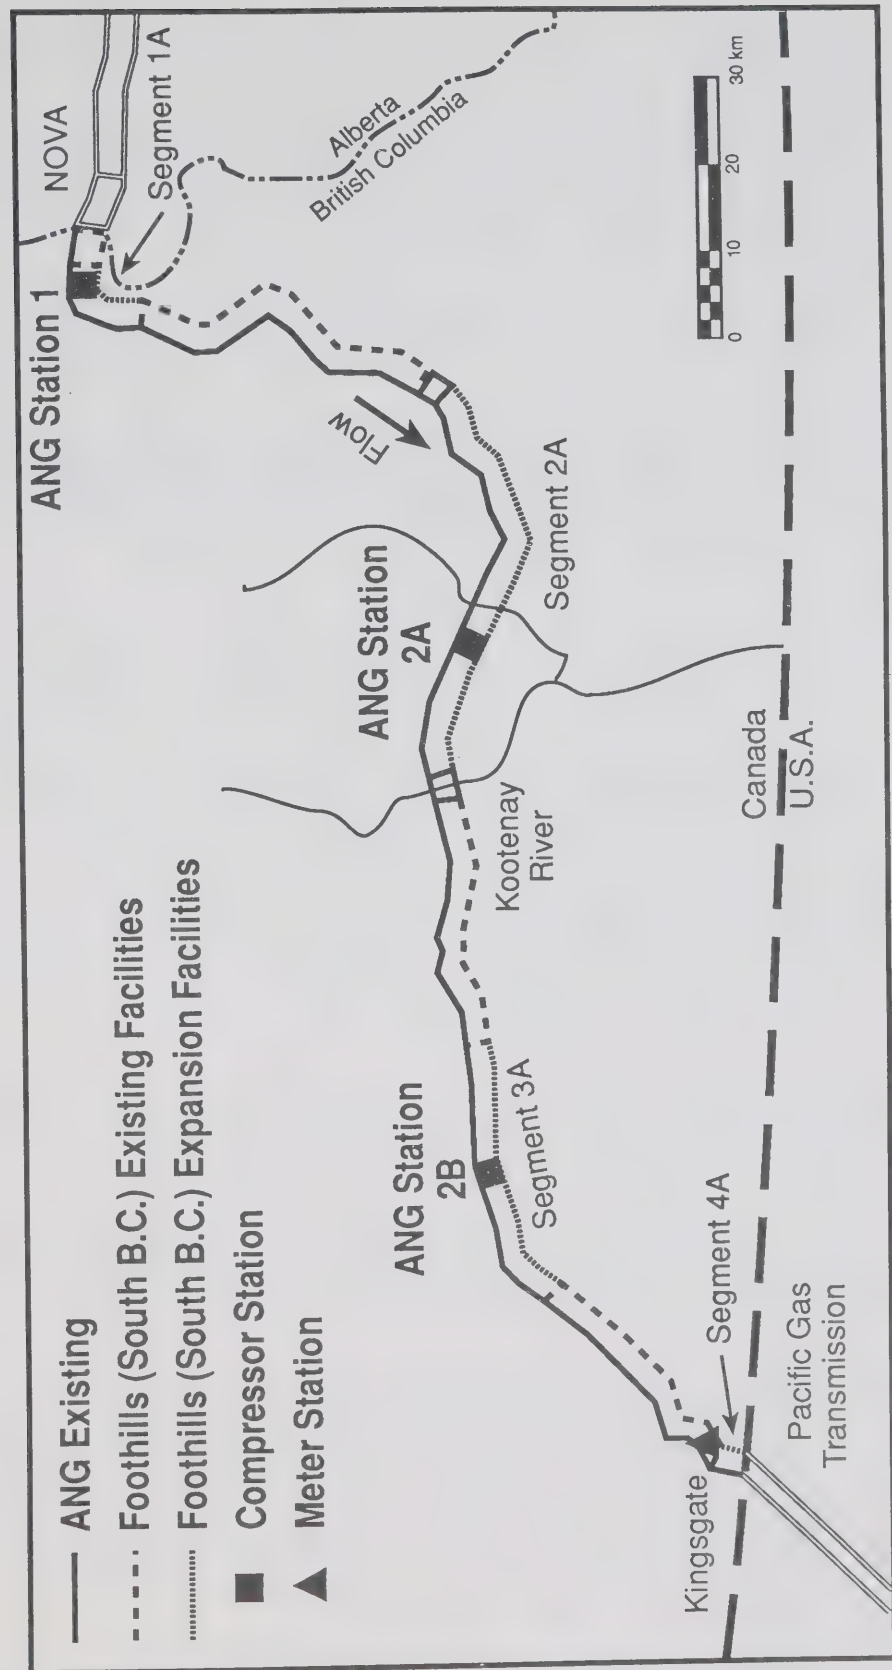 ANG Existing
Foothills (South B.C.) Existing Facilities
Foothills (South B.C.) Expansion Facilities
Compressor Station
Meter Station
ANG Station 1
NOVA
Segment 1A
Alberta
British Columbia
Flow
ANG Station
2A
Segment 2A
Kootenay
River
ANG Station
2B
Segment 3A
Segment 4A
Kingsgate
Pacific Gas
Transmission
Canada
U.S.A.
0 10 20 30 km